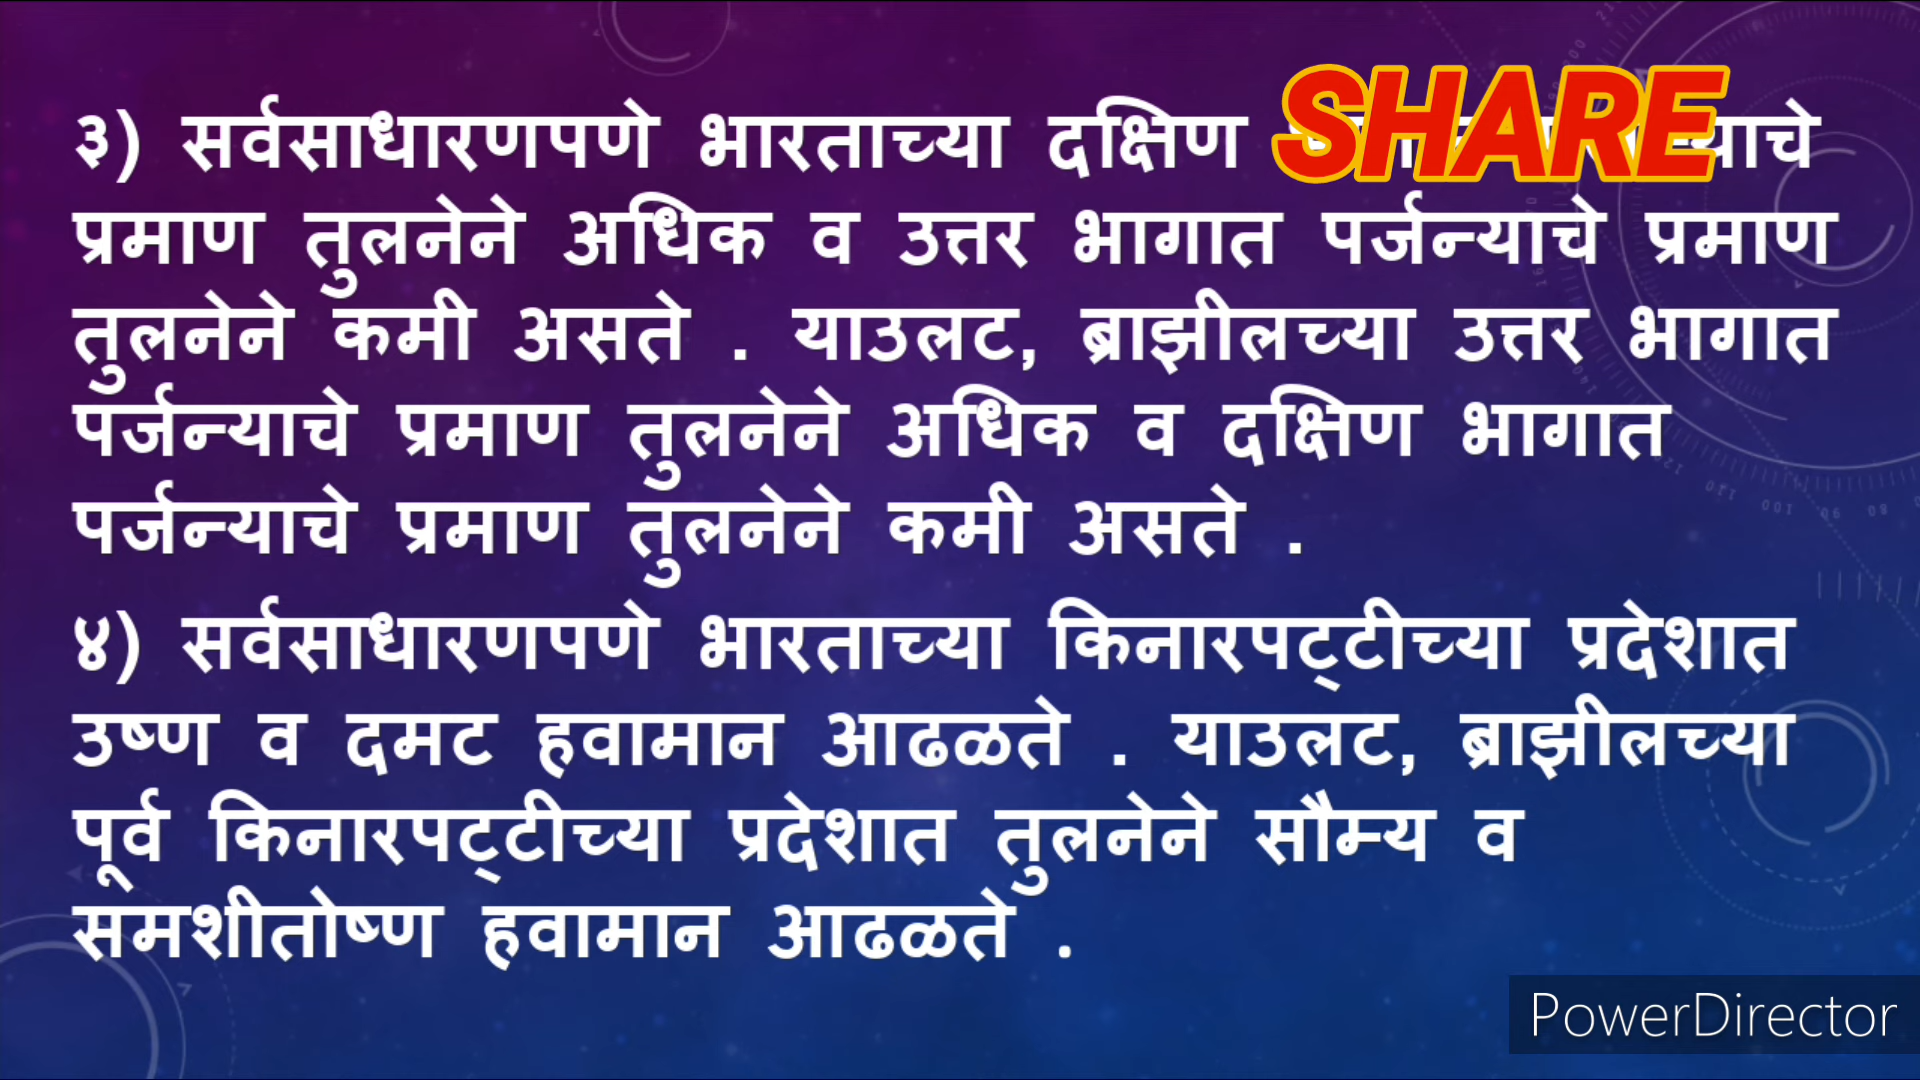 ३) सर्वसाधारणपणे भारताच्या दक्षिण
SHARE
प्रमाण तुलनेने अधिक व उत्तर भागात पर्जन्याचे प्रमाण
तुलनेने कमी असते . याउलट, ब्राझीलच्या उत्तर भागात
पर्जन्याचे प्रमाण तुलनेने अधिक व दक्षिण भागात
पर्जन्याचे प्रमाण तुलनेने कमी असते .
४) सर्वसाधारणपणे भारताच्या किनारपट्टीच्या प्रदेशात
उष्ण व दमट हवामान आढळते . याउलट, ब्राझीलच्या
पूर्व किनारपट्टीच्या प्रदेशात तुलनेने सौम्य व
समशीतोष्ण हवामान आढळते .
PowerDirector